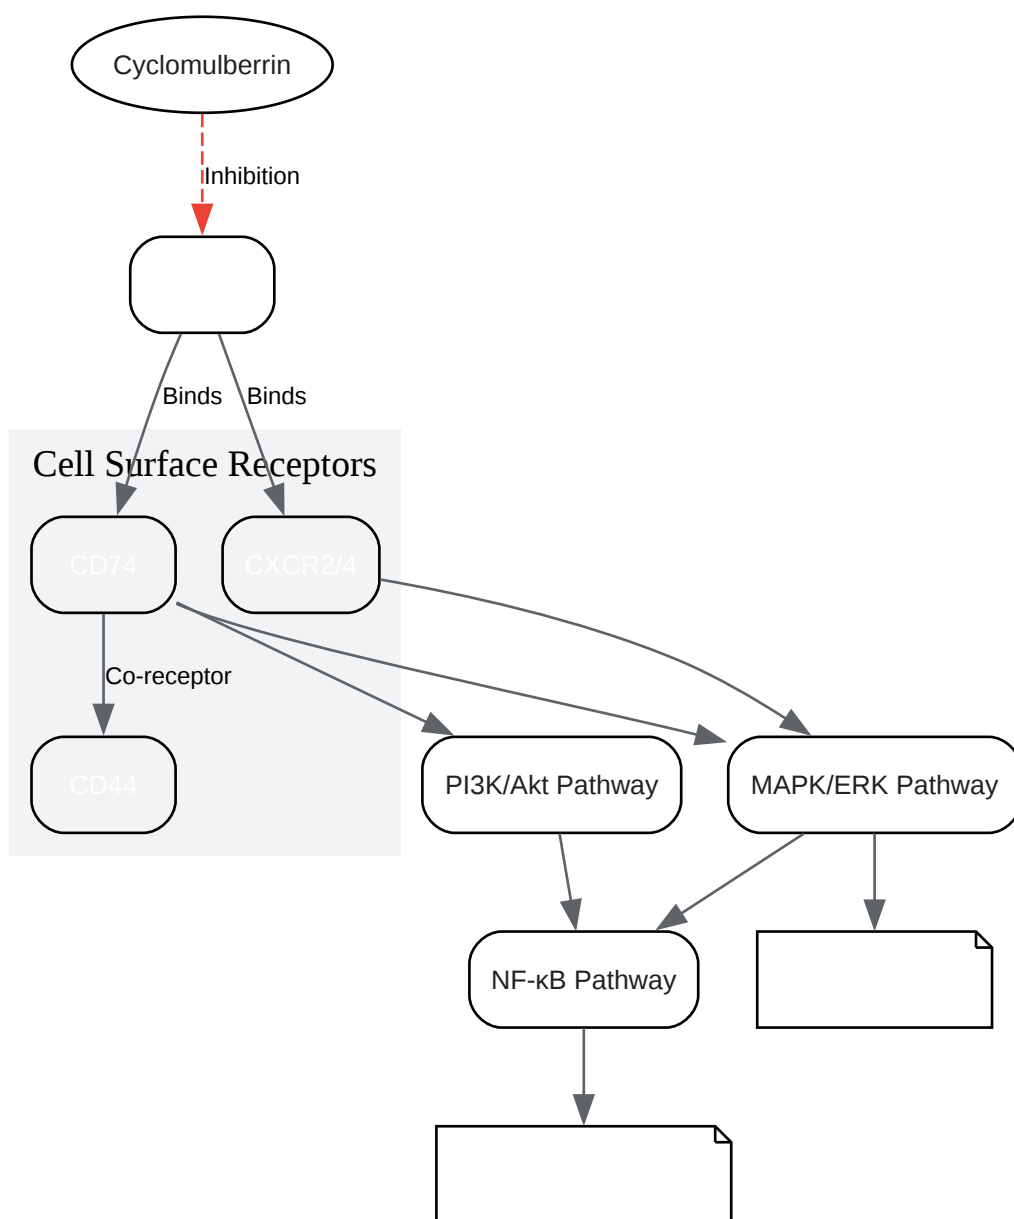 Cyclomulberrin
Inhibition
Binds
Binds
Cell Surface Receptors
CD74
CXCR2/4
Co-receptor
CD44
PI3K/Akt Pathway
MAPK/ERK Pathway
NF-κB Pathway